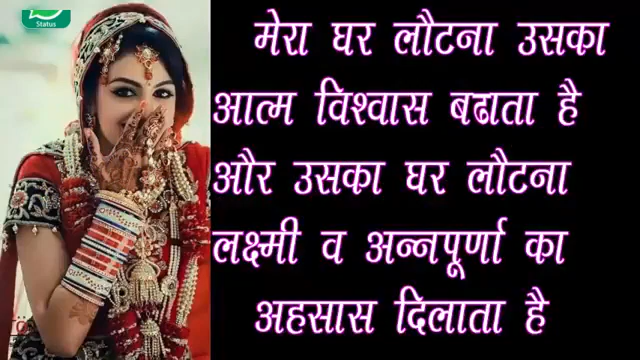 Status
मेरा घर लौटना उसका
आत्म विश्वास बढाता है
और उसका घर लौटना
लक्ष्मी व अन्नपूर्णा का
अहसास दिलाता है